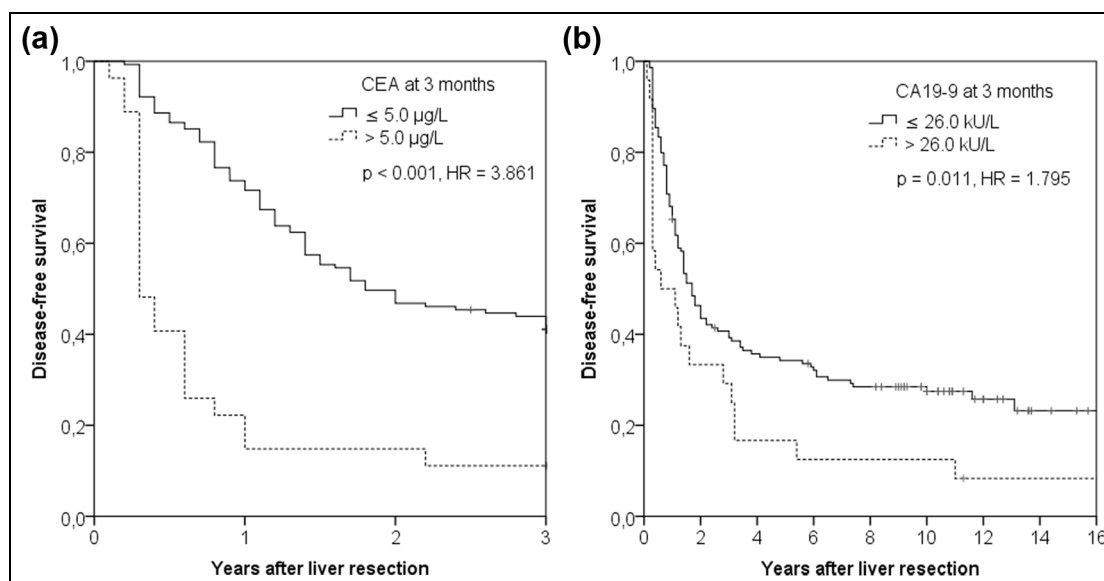 (a)
CEA at 3 months
≤ 5.0 µg/L
> 5.0 µg/L
p < 0.001, HR = 3.861
1,0
0,8
0,6
0,4
0,2
0,0
Disease-free survival
0 1 2 3
Years after liver resection
(b)
CA19-9 at 3 months
≤ 26.0 kU/L
> 26.0 kU/L
p = 0.011, HR = 1.795
1,0
0,8
0,6
0,4
0,2
0,0
Disease-free survival
0 2 4 6 8 10 12 14 16
Years after liver resection